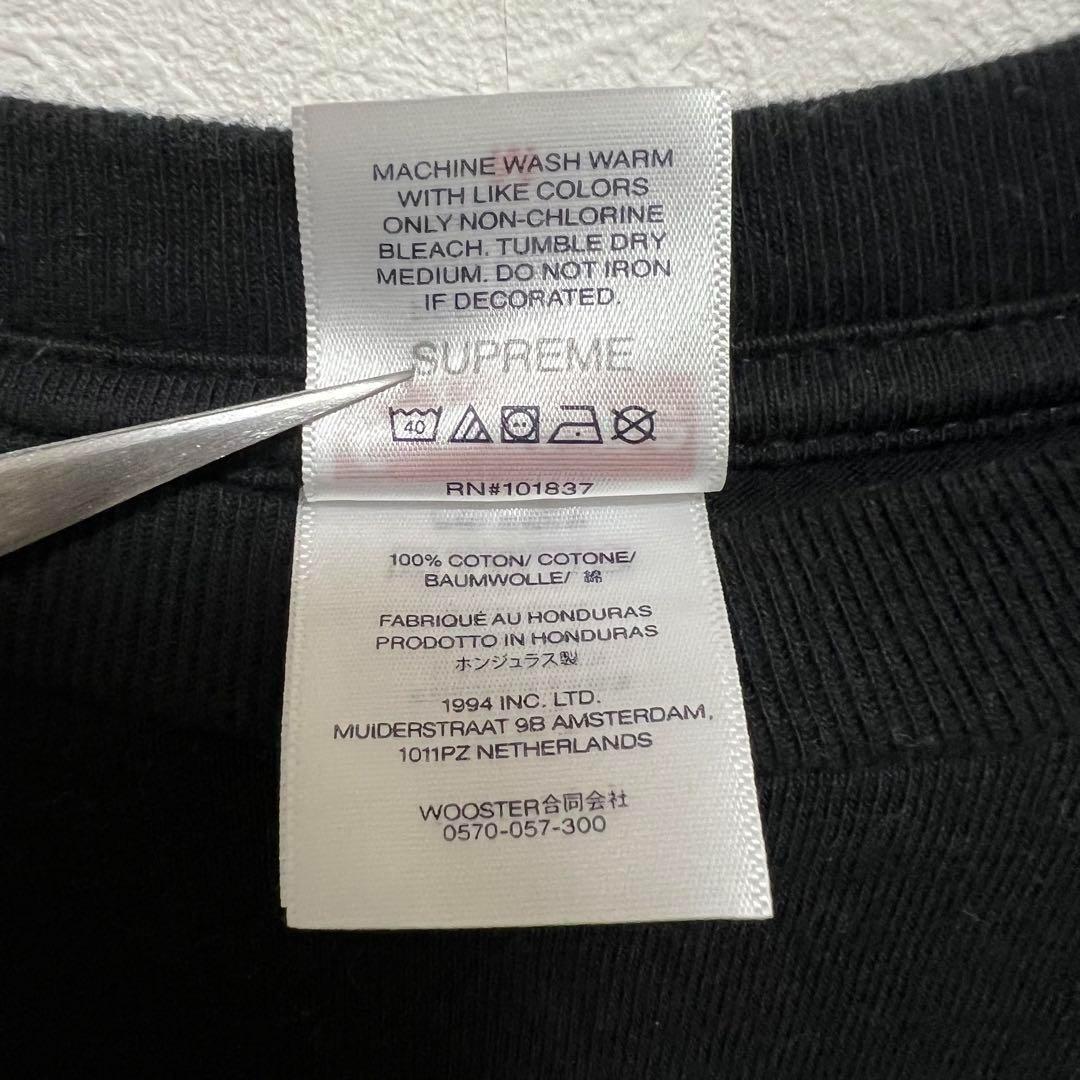 MACHINE WASH WARM
WITH LIKE COLORS
ONLY NON-CHLORINE
BLEACH. TUMBLE DRY
MEDIUM. DO NOT IRON
IF DECORATED.
SUPREME
40
RN#101837
100% COTON/ COTONE/
BAUMWOLLE/ 綿
FABRIQUÉ AU HONDURAS
PRODOTTO IN HONDURAS
ホンジュラス製
1994 INC. LTD.
MUIDERSTRAAT 9B AMSTERDAM,
1011PZ NETHERLANDS
WOOSTER合同会社
0570-057-300